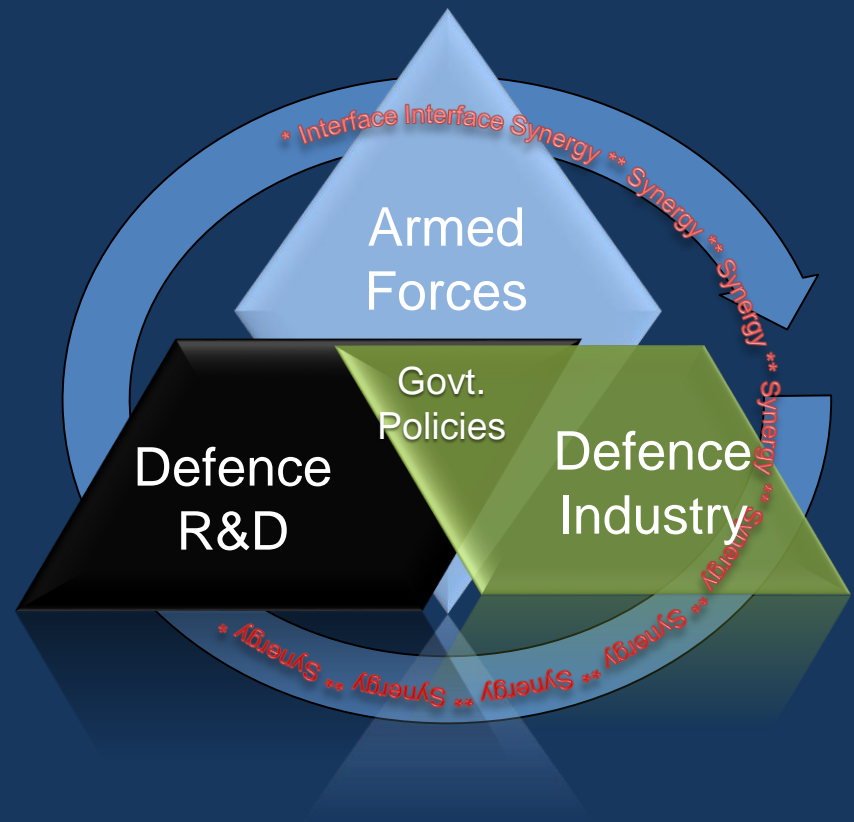 * Interface Interface Synergy ** Synergy ** Synergy ** Synergy ** Synergy ** Synergy ** Synergy ** Synergy ** Synergy *
Armed
Forces
Govt.
Policies
Defence
R&D
Defence
Industry